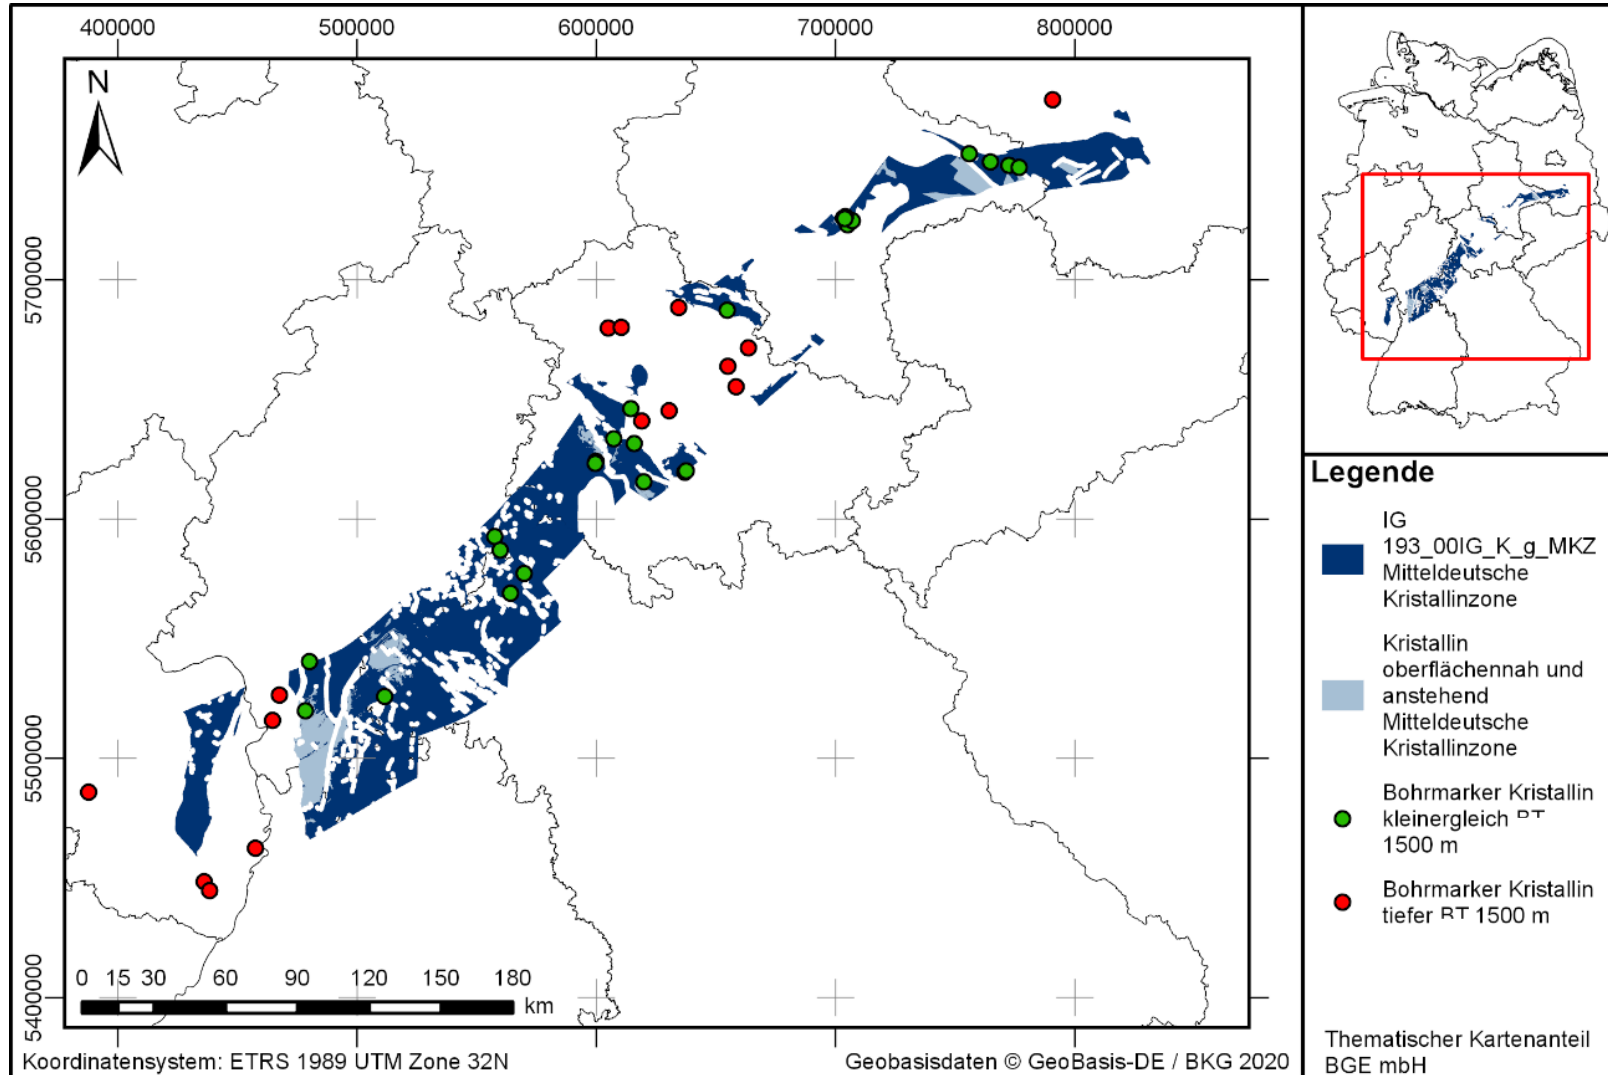 400000 500000 600000 700000 800000
N
5700000
5600000
5500000
5400000
0 15 30 60 90 120 150 180
km
Koordinatensystem: ETRS 1989 UTM Zone 32N
Geobasisdaten © GeoBasis-DE / BKG 2020
Legende
IG
193_00IG_K_g_MKZ
Mitteldeutsche
Kristallinzone
Kristallin
oberflächennah und
anstehend
Mitteldeutsche
Kristallinzone
Bohrmarker Kristallin
kleinergleich BT
1500 m
Bohrmarker Kristallin
tiefer BT 1500 m
Thematischer Kartenanteil
BGE mbH